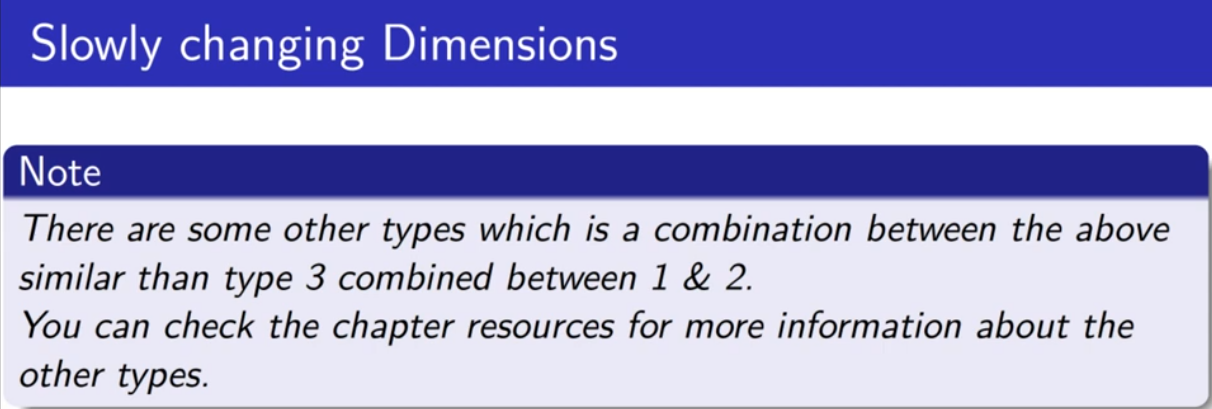 Slowly changing Dimensions
Note
There are some other types which is a combination between the above
similar than type 3 combined between 1 & 2.
You can check the chapter resources for more information about the
other types.